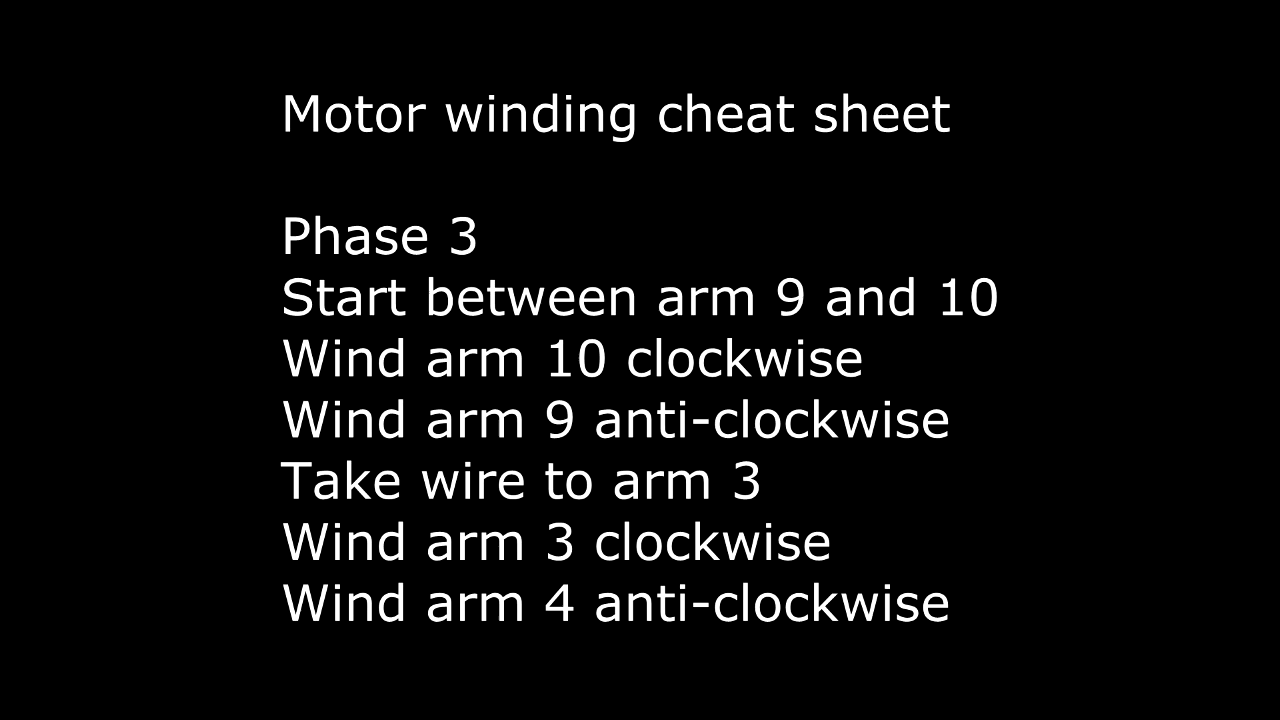 Motor winding cheat sheet
Phase 3
Start between arm 9 and 10
Wind arm 10 clockwise
Wind arm 9 anti-clockwise
Take wire to arm 3
Wind arm 3 clockwise
Wind arm 4 anti-clockwise